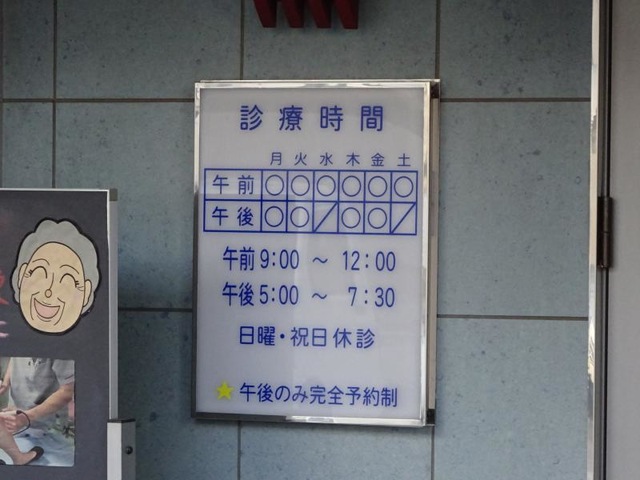 診療時間
月火水木金土
午前○○○○○○
午後○○／○○／
午前9:00 ～ 12:00
午後5:00 ～ 7:30
日曜・祝日休診
★午後のみ完全予約制